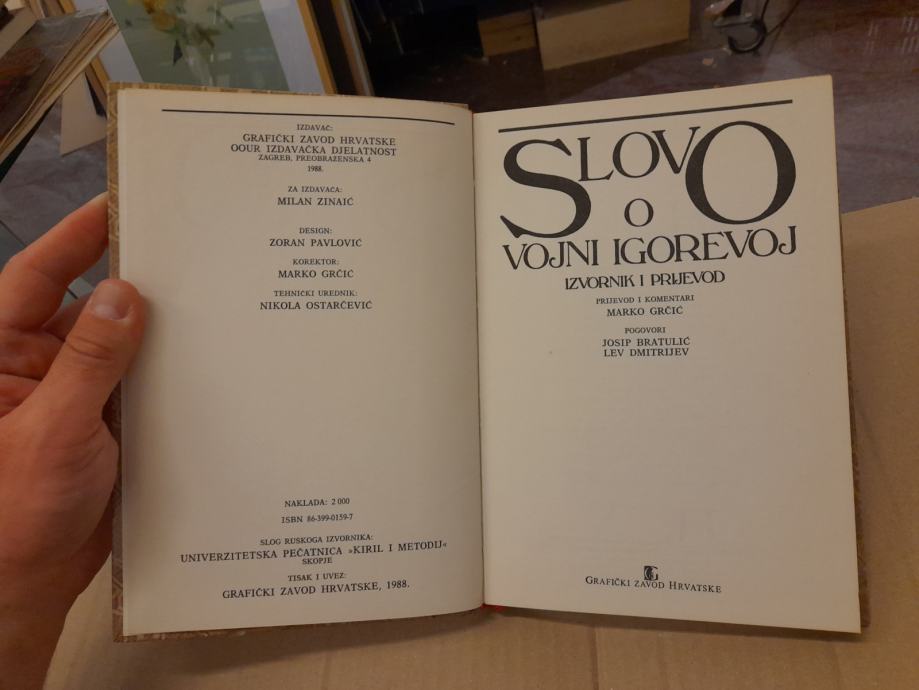 IZDAVAČ:
GRAFIČKI ZAVOD HRVATSKE
OOUR IZDAVAČKA DJELATNOST
ZAGREB, PREOBRAŽENSKA 4
1988.
ZA IZDAVAČA:
MILAN ZINAIĆ
DESIGN:
ZORAN PAVLOVIĆ
KOREKTOR:
MARKO GRČIĆ
TEHNIČKI UREDNIK:
NIKOLA OSTARČEVIĆ
NAKLADA: 2 000
ISBN 86-399-0159-7
SLOG RUSKOGA IZVORNIKA:
UNIVERZITETSKA PEČATNICA »KIRIL I METODIJ«
SKOPJE
TISAK I UVEZ:
GRAFIČKI ZAVOD HRVATSKE, 1988.
SLOVO
O
VOJNI IGOREVOJ
IZVORNIK I PRIJEVOD
PRIJEVOD I KOMENTARI
MARKO GRČIĆ
POGOVORI
JOSIP BRATULIĆ
LEV DMITRIJEV
GRAFIČKI ZAVOD HRVATSKE